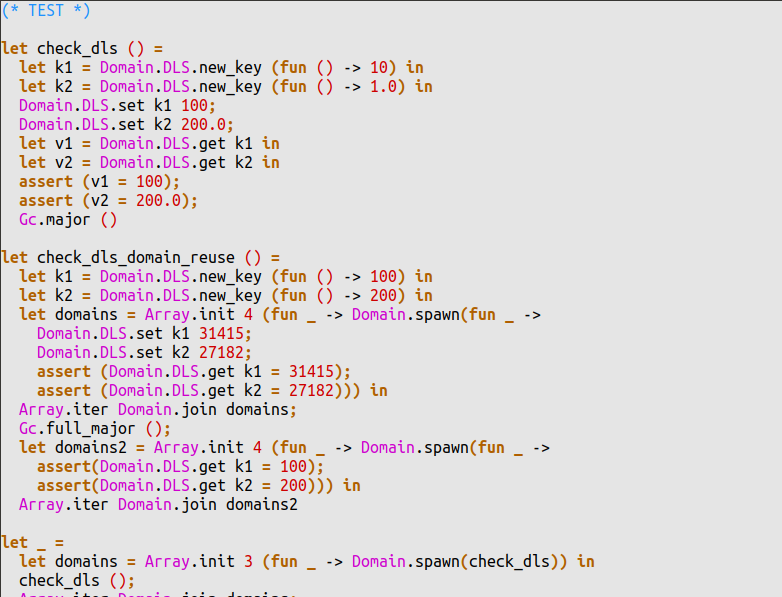 (* TEST *)

let check_dls () =
  let k1 = Domain.DLS.new_key (fun () -> 10) in
  let k2 = Domain.DLS.new_key (fun () -> 1.0) in
  Domain.DLS.set k1 100;
  Domain.DLS.set k2 200.0;
  let v1 = Domain.DLS.get k1 in
  let v2 = Domain.DLS.get k2 in
  assert (v1 = 100);
  assert (v2 = 200.0);
  Gc.major ()

let check_dls_domain_reuse () =
  let k1 = Domain.DLS.new_key (fun () -> 100) in
  let k2 = Domain.DLS.new_key (fun () -> 200) in
  let domains = Array.init 4 (fun _ -> Domain.spawn(fun _ ->
    Domain.DLS.set k1 31415;
    Domain.DLS.set k2 27182;
    assert (Domain.DLS.get k1 = 31415);
    assert (Domain.DLS.get k2 = 27182))) in
  Array.iter Domain.join domains;
  Gc.full_major ();
  let domains2 = Array.init 4 (fun _ -> Domain.spawn(fun _ ->
    assert(Domain.DLS.get k1 = 100);
    assert(Domain.DLS.get k2 = 200))) in
  Array.iter Domain.join domains2

let _ =
  let domains = Array.init 3 (fun _ -> Domain.spawn(check_dls)) in
  check_dls ();
  Array.iter Domain.join domains;